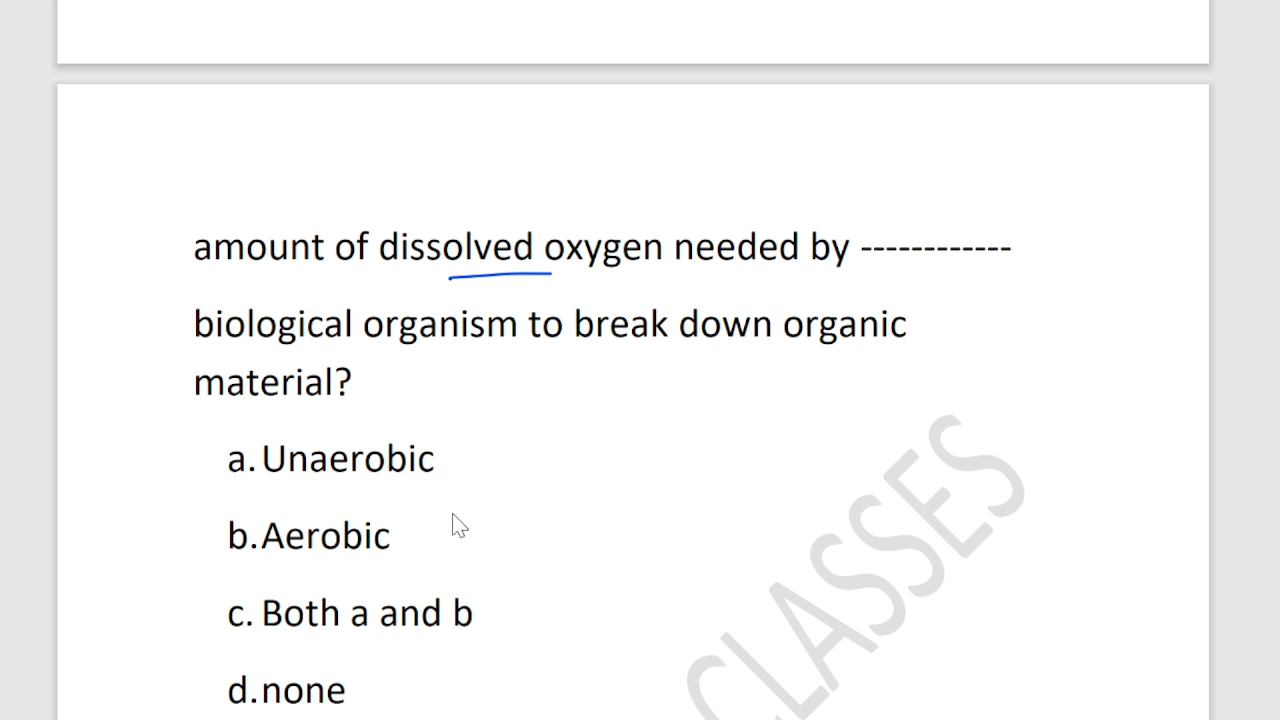 amount of dissolved oxygen needed by ------------
biological organism to break down organic
material?
a. Unaerobic
b. Aerobic
c. Both a and b
d. none
CLASSES